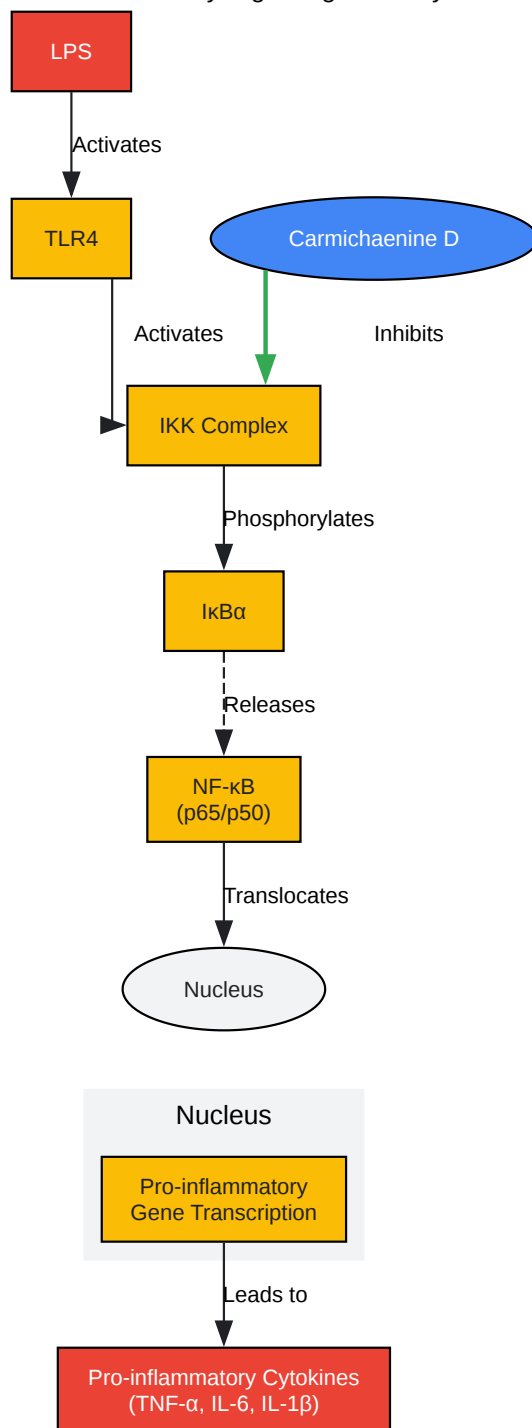 LPS
Activates
TLR4
Carmichaenine D
Activates
Inhibits
IKK Complex
Phosphorylates
IκBα
Releases
NF-κB
(p65/p50)
Translocates
Nucleus
Nucleus
Pro-inflammatory
Gene Transcription
Leads to
Pro-inflammatory Cytokines
(TNF-α, IL-6, IL-1β)